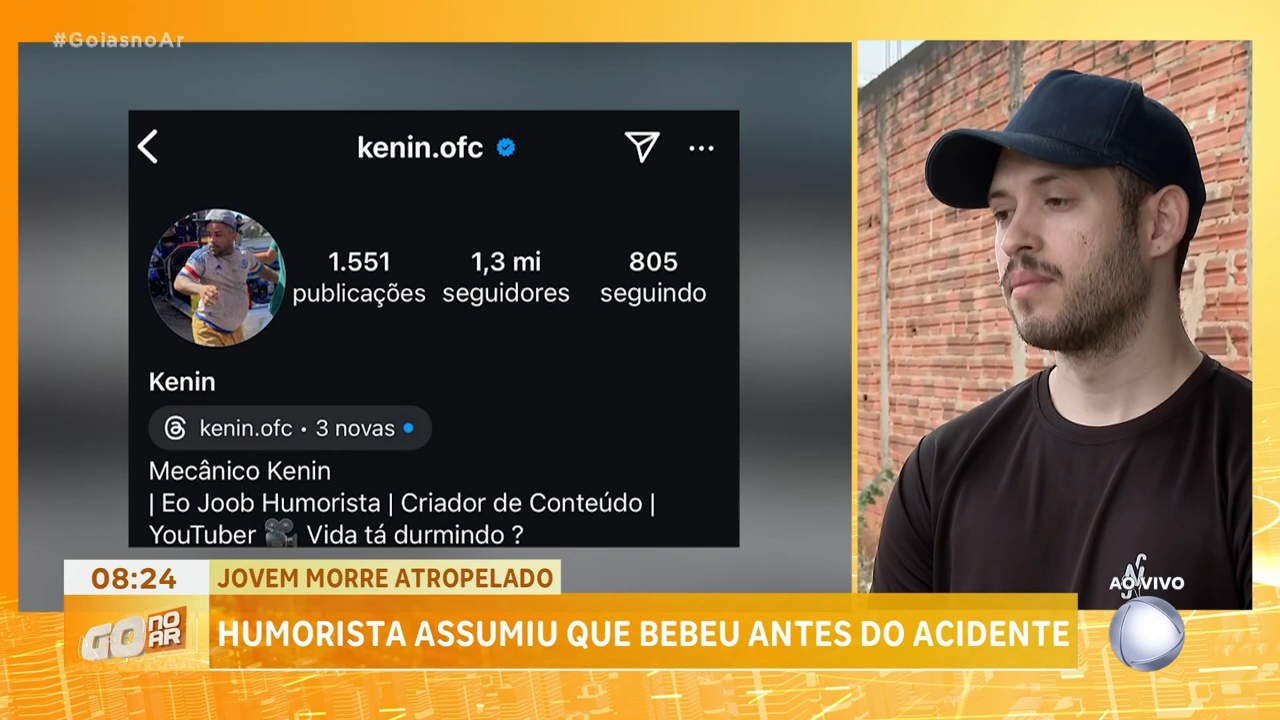 #GoiasnoAr
kenin.ofc
1.551
1,3 mi
805
publicações
seguidores
seguindo
Kenin
kenin.ofc • 3 novas
Mecânico Kenin
| Eo Joob Humorista | Criador de Conteúdo |
YouTuber 🎥 Vida tá durmindo ?
08:24
JOVEM MORRE ATROPELADO
GO NO AR
HUMORISTA ASSUMIU QUE BEBEU ANTES DO ACIDENTE
AO VIVO